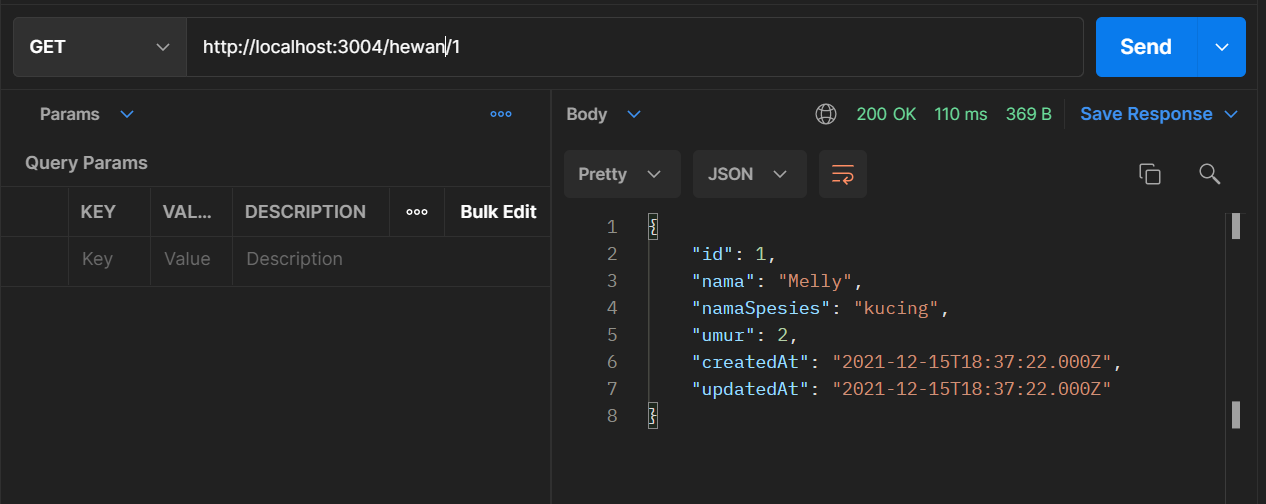 GET http://localhost:3004/hewan/1 Send
Params
Query Params
KEY VAL... DESCRIPTION Bulk Edit
Key Value Description
Body 200 OK 110 ms 369 B Save Response
Pretty JSON
1 {
2 "id": 1,
3 "nama": "Melly",
4 "namaSpesies": "kucing",
5 "umur": 2,
6 "createdAt": "2021-12-15T18:37:22.000Z",
7 "updatedAt": "2021-12-15T18:37:22.000Z"
8 }